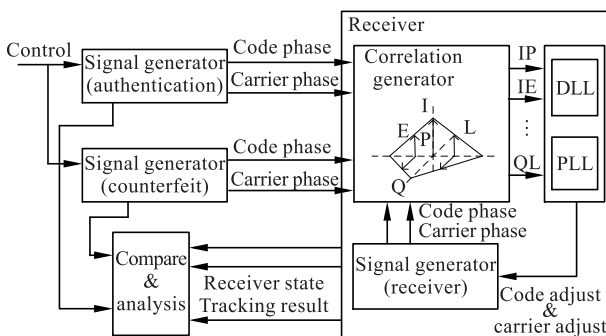 Control
Signal generator
(authentication)
Code phase
Carrier phase
Signal generator
(counterfeit)
Code phase
Carrier phase
Compare
&
analysis
Receiver state
Tracking result
Receiver
Correlation
generator
I
E
P
L
Q
IP
IE
⋮
QL
DLL
PLL
Code phase
Carrier phase
Signal generator
(receiver)
Code adjust
&
carrier adjust